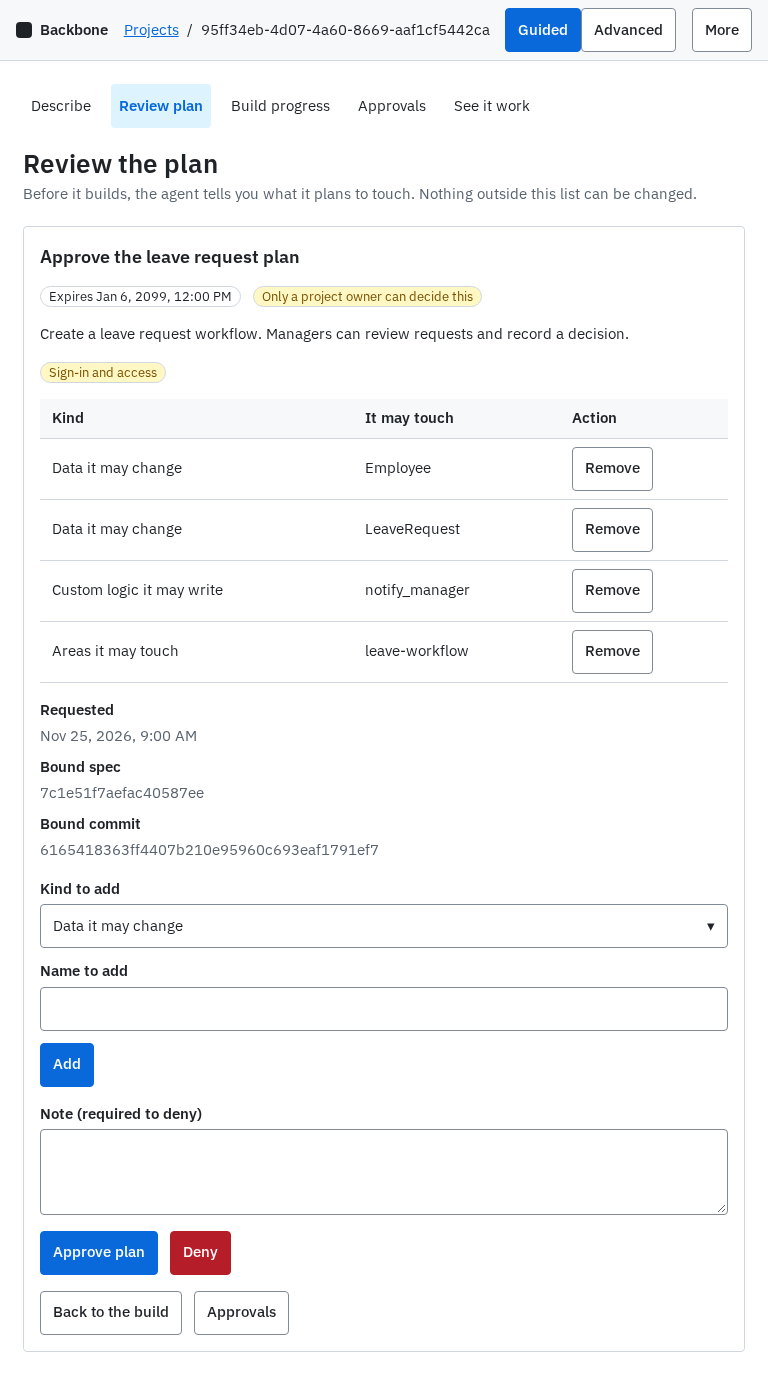 Backbone Projects / 95ff34eb-4d07-4a60-8669-aaf1cf5442ca Guided Advanced More
Describe Review plan Build progress Approvals See it work
Review the plan
Before it builds, the agent tells you what it plans to touch. Nothing outside this list can be changed.
Approve the leave request plan
Expires Jan 6, 2099, 12:00 PM Only a project owner can decide this
Create a leave request workflow. Managers can review requests and record a decision.
Sign-in and access
Kind It may touch Action
Data it may change Employee Remove
Data it may change LeaveRequest Remove
Custom logic it may write notify_manager Remove
Areas it may touch leave-workflow Remove
Requested
Nov 25, 2026, 9:00 AM
Bound spec
7c1e51f7aefac40587ee
Bound commit
6165418363ff4407b210e95960c693eaf1791ef7
Kind to add
Data it may change ▾
Name to add
Add
Note (required to deny)
Approve plan Deny
Back to the build Approvals